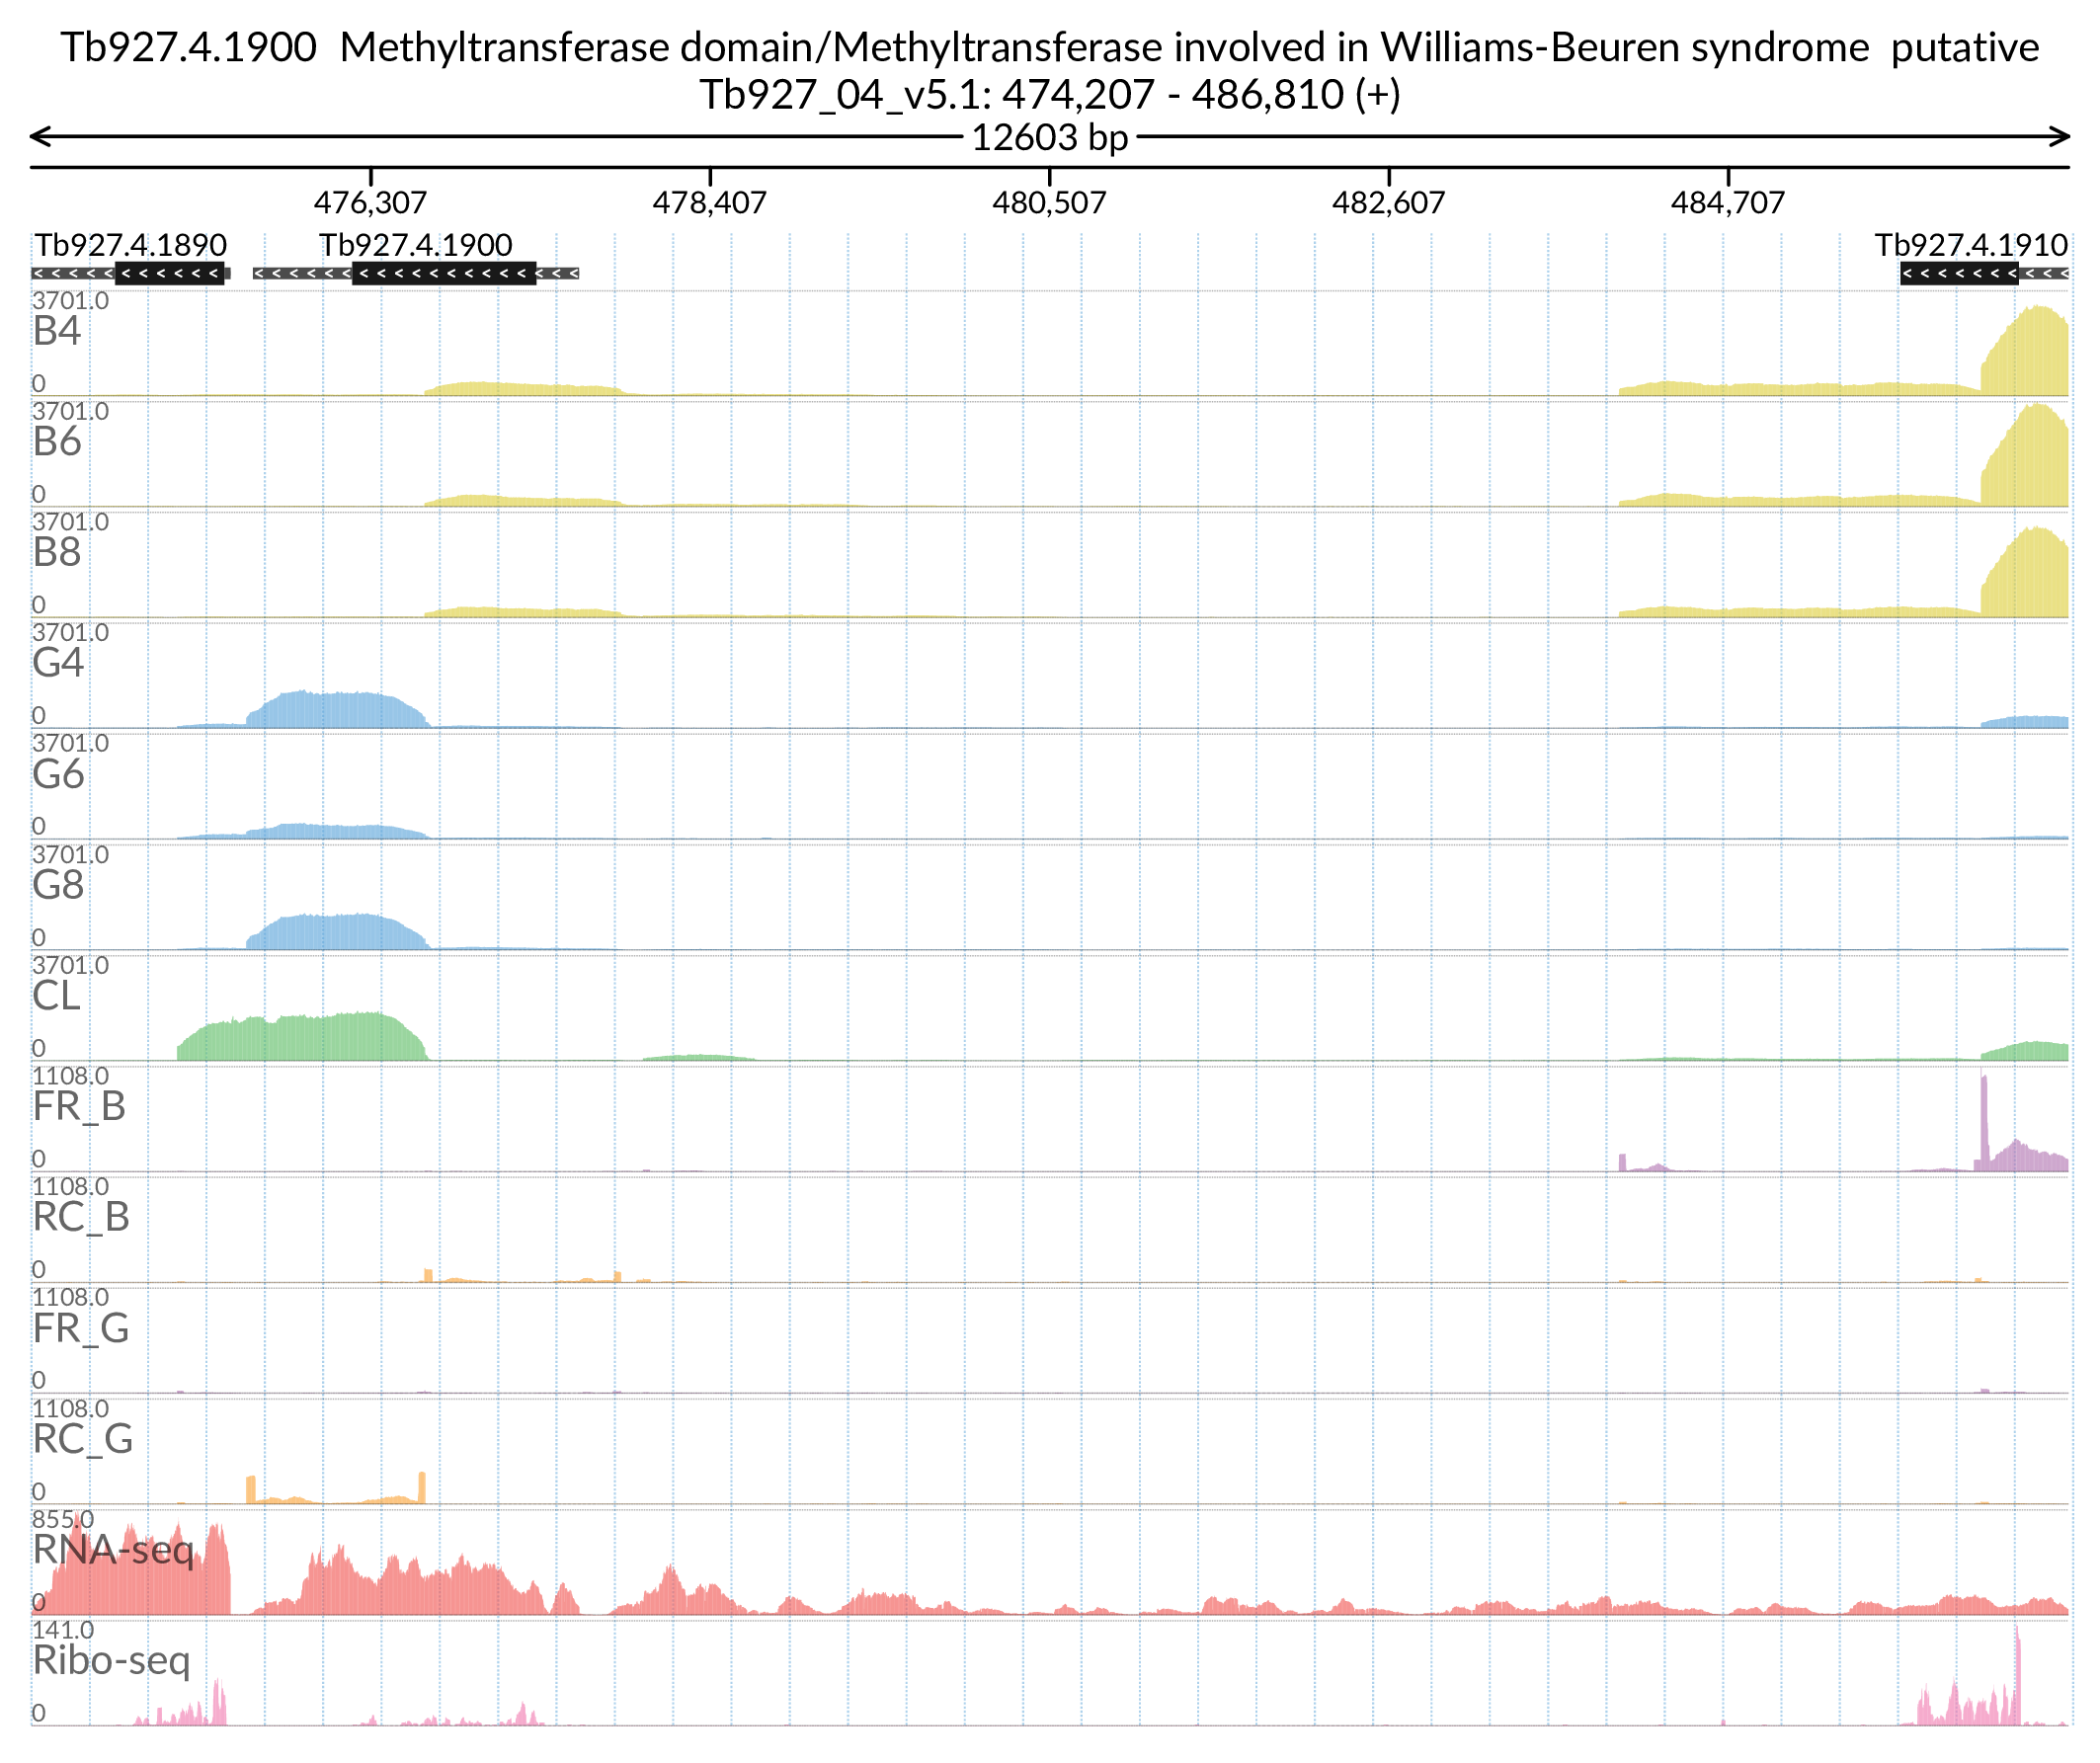 Tb927.4.1900  Methyltransferase domain/Methyltransferase involved in Williams-Beuren syndrome  putative
Tb927_04_v5.1: 474,207 - 486,810 (+)
12603 bp
476,307 478,407 480,507 482,607 484,707
Tb927.4.1890 Tb927.4.1900 Tb927.4.1910
3701.0
B4
0
3701.0
B6
0
3701.0
B8
0
3701.0
G4
0
3701.0
G6
0
3701.0
G8
0
3701.0
CL
0
1108.0
FR_B
0
1108.0
RC_B
0
1108.0
FR_G
0
1108.0
RC_G
0
855.0
RNA-seq
0
141.0
Ribo-seq
0